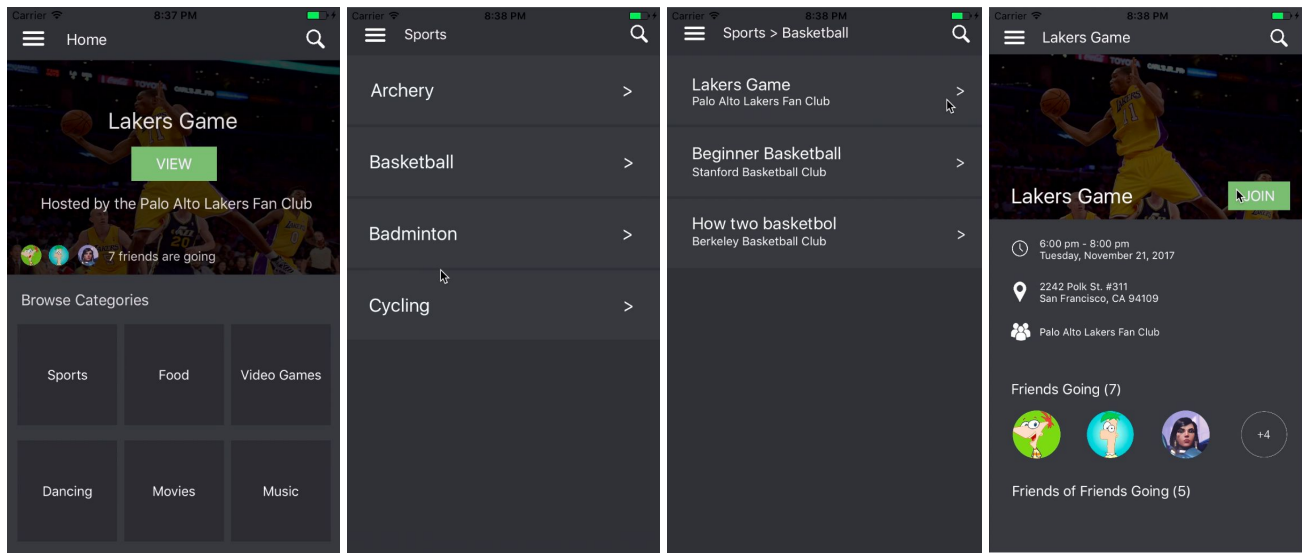 Carrier 8:37 PM
Home
TOYOTA
Lakers Game
VIEW
Hosted by the Palo Alto Lakers Fan Club
7 friends are going
Browse Categories
Sports Food Video Games
Dancing Movies Music
Carrier 8:38 PM
Sports
Archery >
Basketball >
Badminton >
Cycling >
Carrier 8:38 PM
Sports > Basketball
Lakers Game >
Palo Alto Lakers Fan Club
Beginner Basketball >
Stanford Basketball Club
How two basketbol >
Berkeley Basketball Club
Carrier 8:38 PM
Lakers Game
TOYOTA
Lakers Game
JOIN
6:00 pm - 8:00 pm
Tuesday, November 21, 2017
2242 Polk St. #311
San Francisco, CA 94109
Palo Alto Lakers Fan Club
Friends Going (7)
+4
Friends of Friends Going (5)